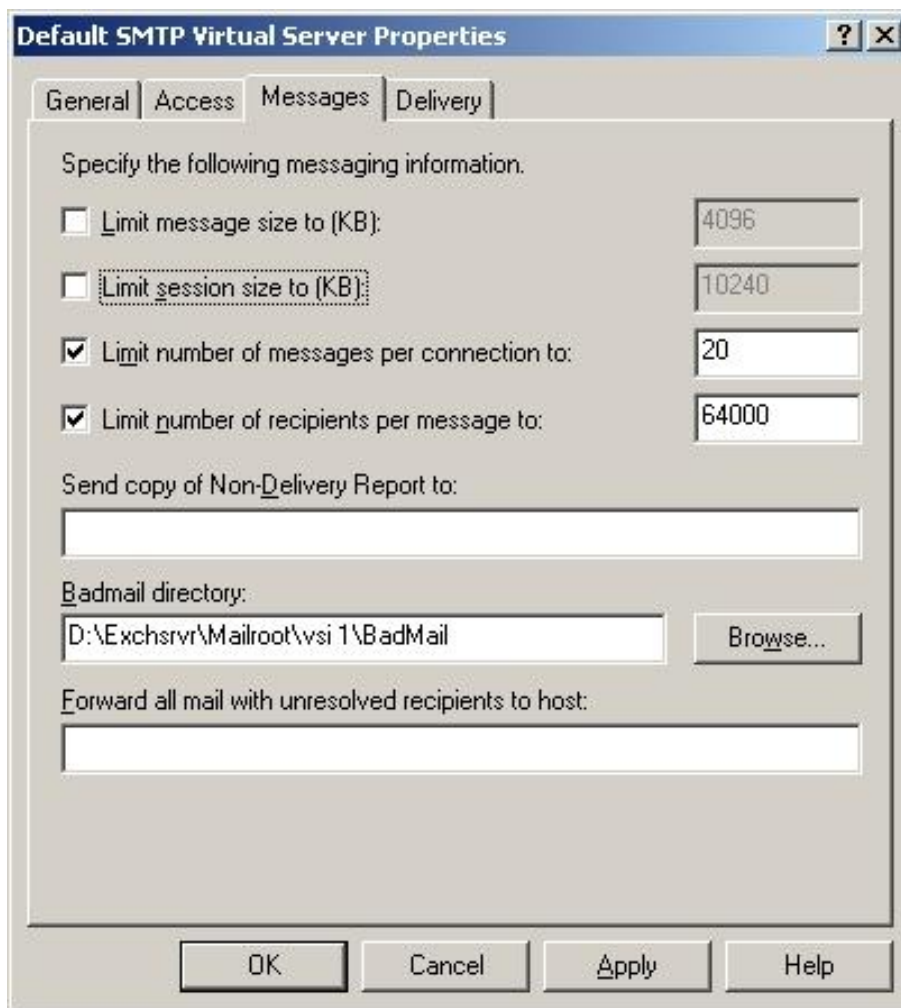 Default SMTP Virtual Server Properties
General Access Messages Delivery
Specify the following messaging information.
Limit message size to (KB): 4096
Limit session size to (KB): 10240
Limit number of messages per connection to: 20
Limit number of recipients per message to: 64000
Send copy of Non-Delivery Report to:
Badmail directory:
D:\Exchsrvr\Mailroot\vsi 1\BadMail Browse...
Forward all mail with unresolved recipients to host:
OK Cancel Apply Help